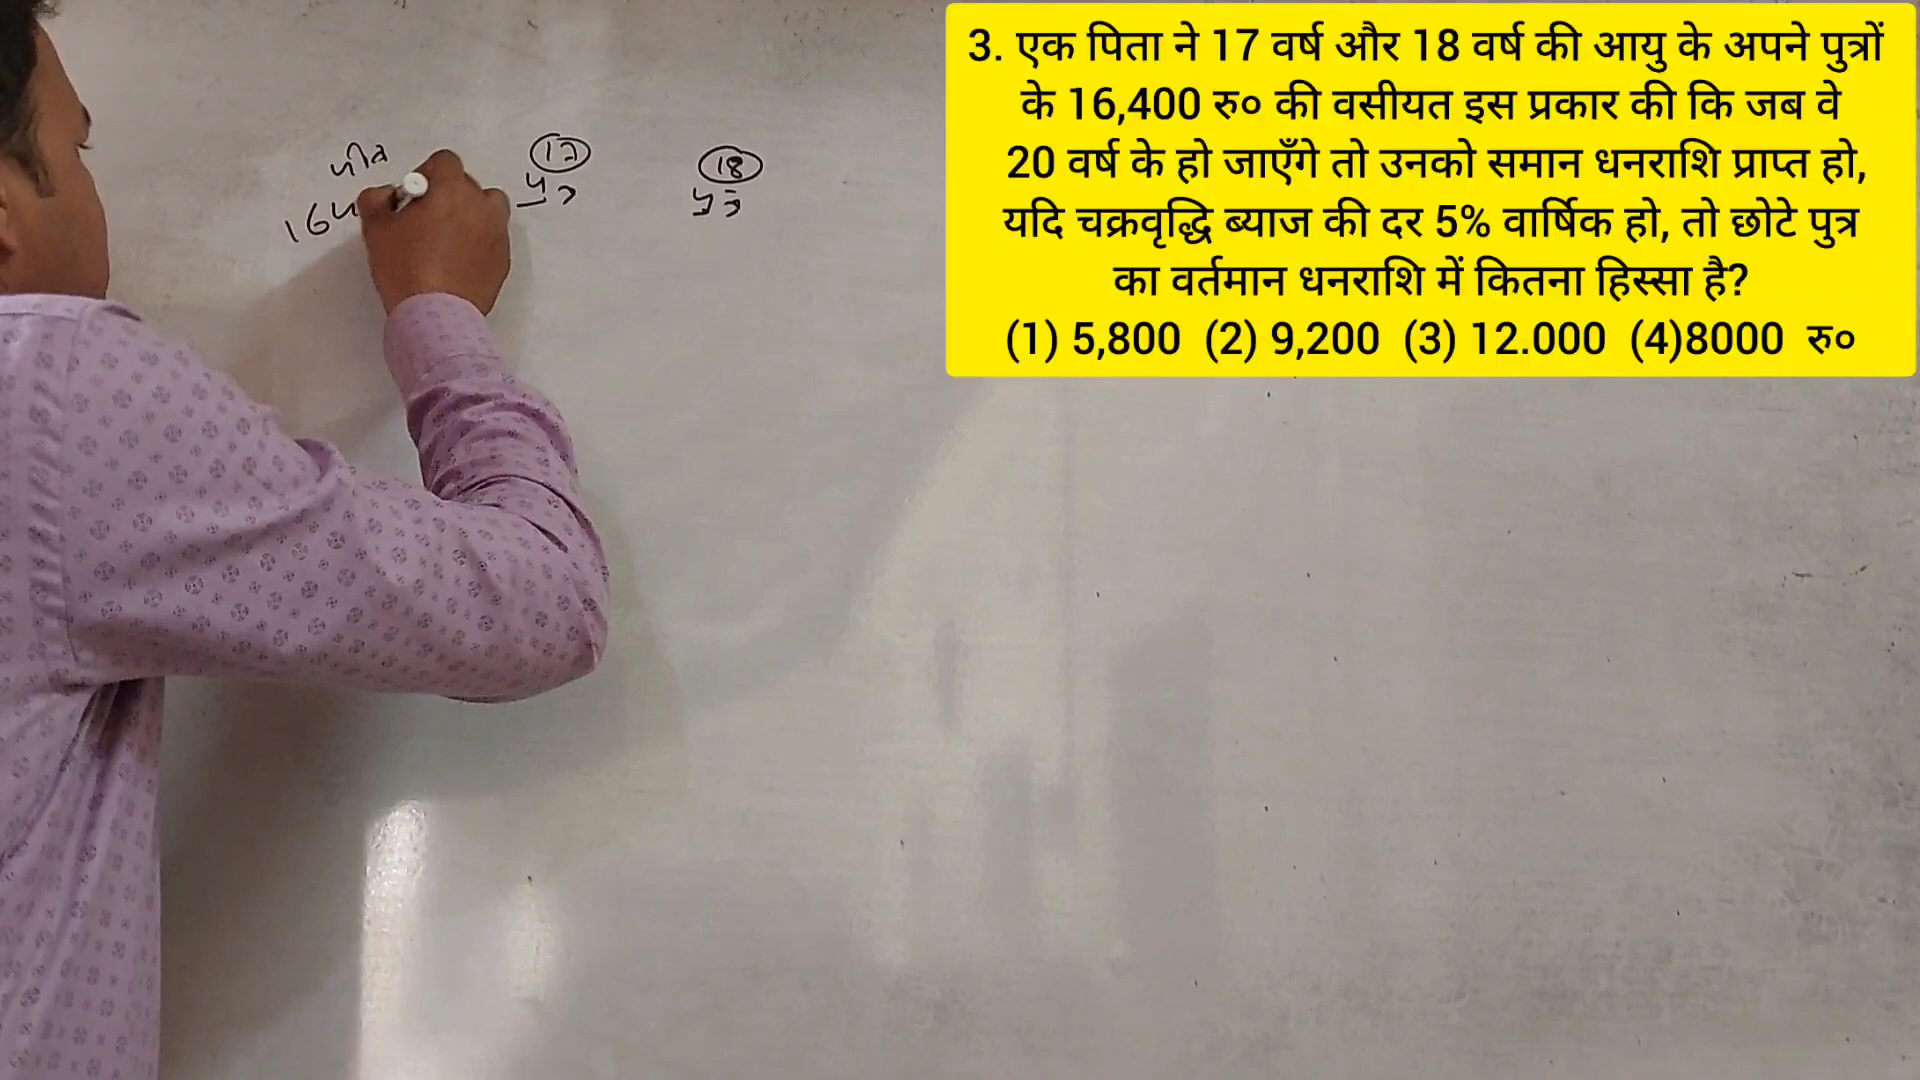 3. एक पिता ने 17 वर्ष और 18 वर्ष की आयु के अपने पुत्रों
के 16,400 रु० की वसीयत इस प्रकार की कि जब वे
20 वर्ष के हो जाएँगे तो उनको समान धनराशि प्राप्त हो,
यदि चक्रवृद्धि ब्याज की दर 5% वार्षिक हो, तो छोटे पुत्र
का वर्तमान धनराशि में कितना हिस्सा है?
(1) 5,800 (2) 9,200 (3) 12.000 (4)8000 रु०
17 18
पुत्र पुत्र
164